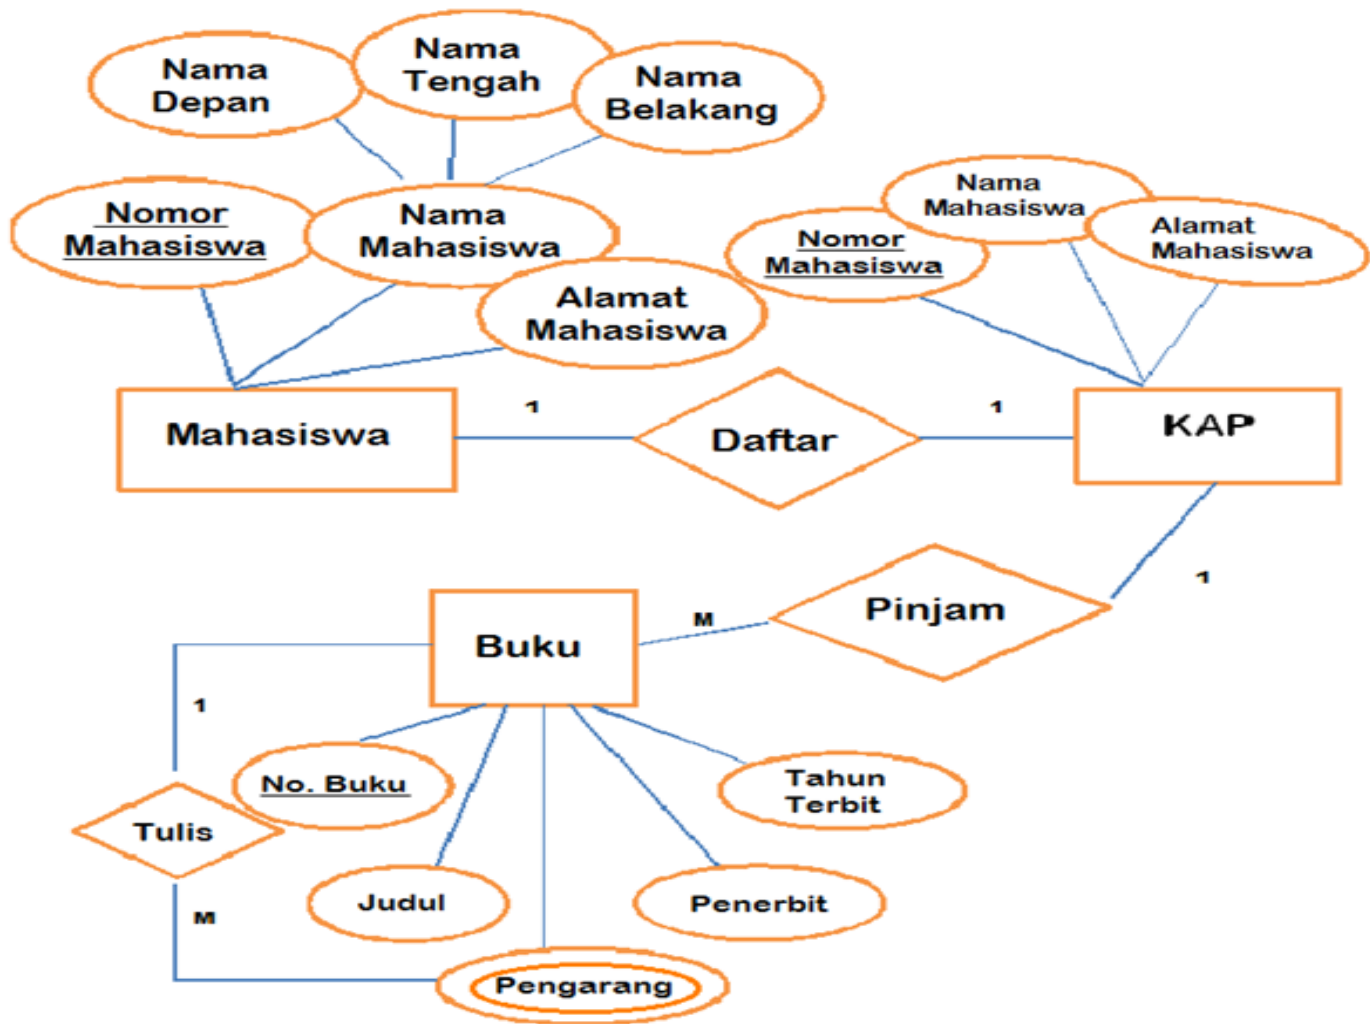 Nama
Depan
Nama
Tengah
Nama
Belakang
Nomor
Mahasiswa
Nama
Mahasiswa
Alamat
Mahasiswa
Nomor
Mahasiswa
Nama
Mahasiswa
Alamat
Mahasiswa
Mahasiswa
1
Daftar
1
KAP
1
Pinjam
M
Buku
1
Tulis
M
No. Buku
Judul
Pengarang
Penerbit
Tahun
Terbit